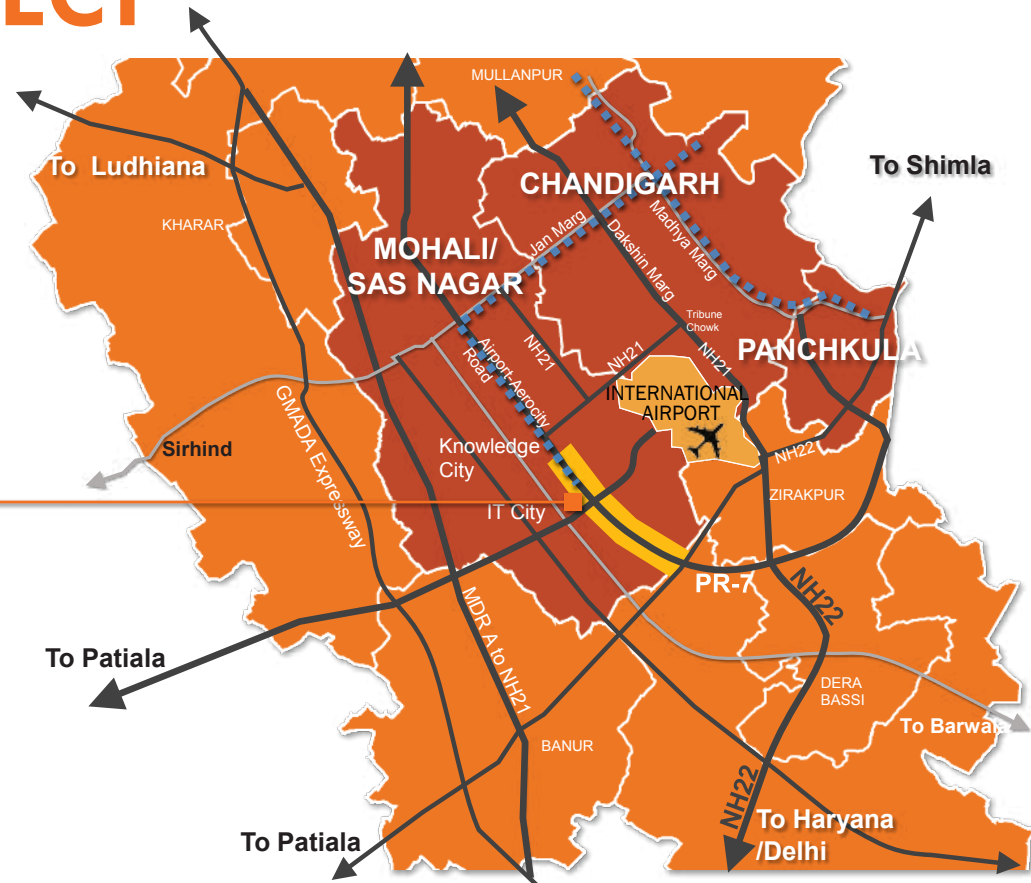 MULLANPUR
To Ludhiana
To Shimla
CHANDIGARH
KHARAR
Madhya Marg
Jan Marg
Dakshin Marg
MOHALI/
SAS NAGAR
Tribune
Chowk
NH21
NH21
NH21
PANCHKULA
Airport-Aerocity
Road
INTERNATIONAL
AIRPORT
GMADA Expressway
Sirhind
Knowledge
City
NH22
ZIRAKPUR
IT City
PR-7
NH22
MDR A to NH21
To Patiala
DERA
BASSI
To Barwala
BANUR
NH22
To Haryana
/Delhi
To Patiala